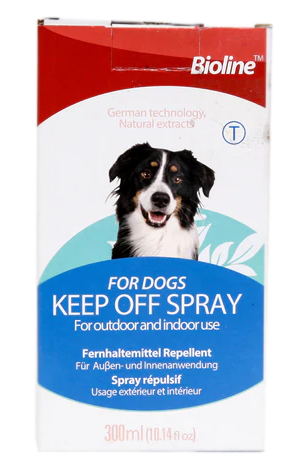 Bioline™
German technology,
Natural extracts
T
FOR DOGS
KEEP OFF SPRAY
For outdoor and indoor use
Fernhaltemittel Repellent
Für Außen- und Innenanwendung
Spray répulsif
Usage extérieur et intérieur
300ml (10.14 fl oz)